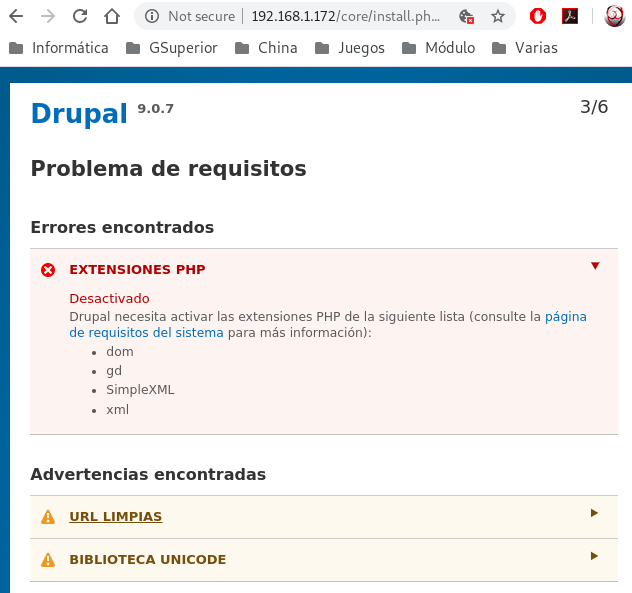 Not secure | 192.168.1.172/core/install.ph...
Informática GSuperior China Juegos Módulo Varias
Drupal 9.0.7 3/6
Problema de requisitos
Errores encontrados
EXTENSIONES PHP
Desactivado
Drupal necesita activar las extensiones PHP de la siguiente lista (consulte la página
de requisitos del sistema para más información):
• dom
• gd
• SimpleXML
• xml
Advertencias encontradas
URL LIMPIAS
BIBLIOTECA UNICODE